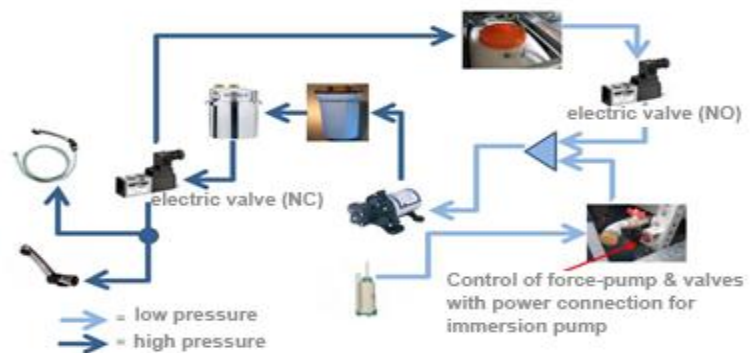 electric valve (NO)
electric valve (NC)
Control of force-pump & valves
with power connection for
immersion pump
= low pressure
= high pressure